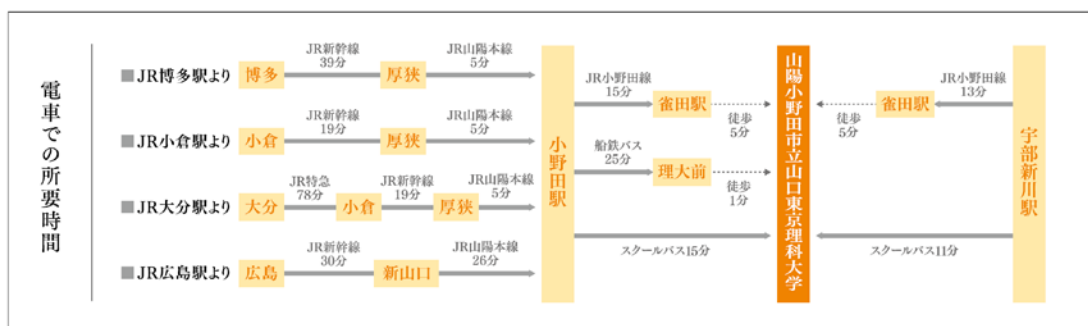 電車での所要時間
■JR博多駅より
博多
JR新幹線
39分
厚狭
JR山陽本線
5分
■JR小倉駅より
小倉
JR新幹線
19分
厚狭
JR山陽本線
5分
■JR大分駅より
大分
JR特急
78分
小倉
JR新幹線
19分
厚狭
JR山陽本線
5分
■JR広島駅より
広島
JR新幹線
30分
新山口
JR山陽本線
26分
小野田駅
JR小野田線
15分
雀田駅
徒歩
5分
船鉄バス
25分
理大前
徒歩
1分
スクールバス15分
山陽小野田市立山口東京理科大学
徒歩
5分
雀田駅
JR小野田線
13分
スクールバス11分
宇部新川駅